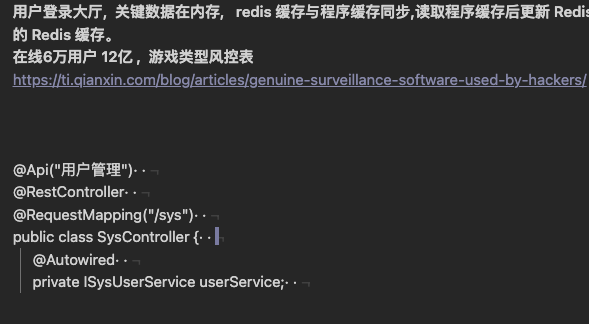 用户登录大厅，关键数据在内存， redis 缓存与程序缓存同步,读取程序缓存后更新 Redis
的 Redis 缓存。
在线6万用户 12亿 ，游戏类型风控表
https://ti.qianxin.com/blog/articles/genuine-surveillance-software-used-by-hackers/
@Api("用户管理")··¬
@RestController··¬
@RequestMapping("/sys")··¬
public class SysController {··¬
@Autowired··¬
private ISysUserService userService;··¬